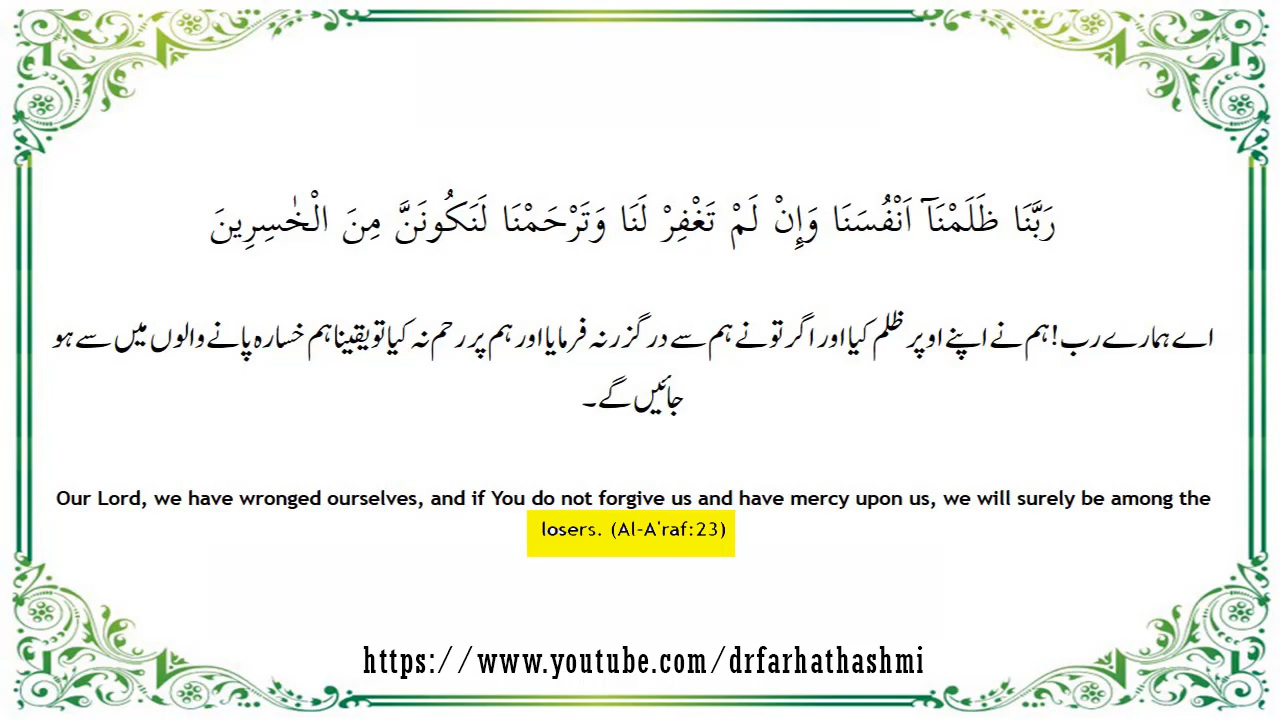 رَبَّنَا ظَلَمْنَآ اَنْفُسَنَا وَإِنْ لَمْ تَغْفِرْ لَنَا وَتَرْحَمْنَا لَنَكُونَنَّ مِنَ الْخٰسِرِينَ
اے ہمارے رب! ہم نے اپنے اوپر ظلم کیا اور اگر تو نے ہم سے درگزر نہ فرمایا اور ہم پر رحم نہ کیا تو یقینا ہم خسارہ پانے والوں میں سے ہو
جائیں گے۔
Our Lord, we have wronged ourselves, and if You do not forgive us and have mercy upon us, we will surely be among the
losers. (Al-A'raf:23)
https://www.youtube.com/drfarhathashmi